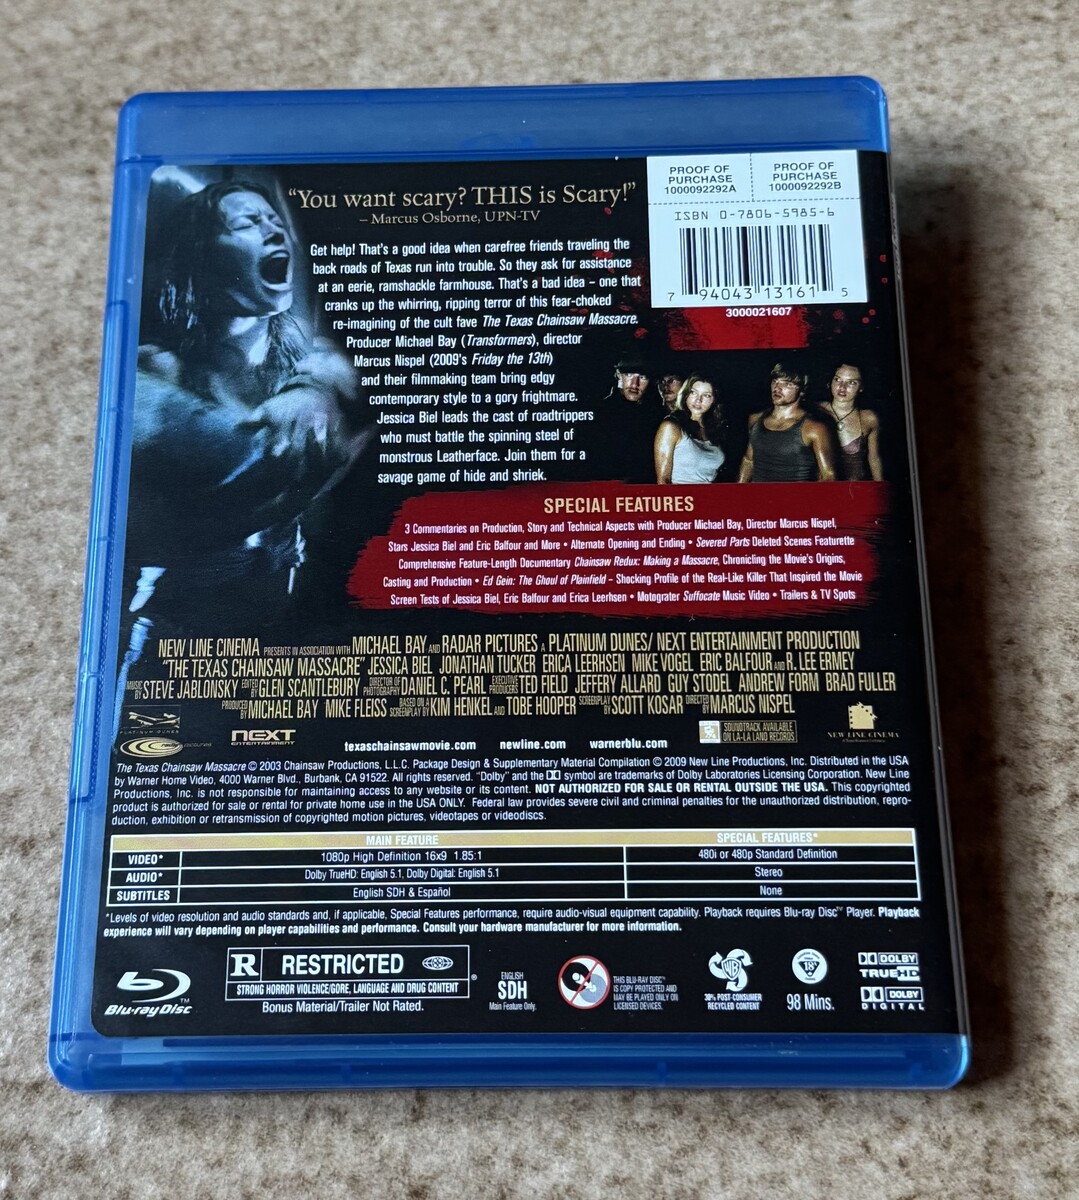 "You want scary? THIS is Scary!"
– Marcus Osborne, UPN-TV
PROOF OF PURCHASE 1000092292A
PROOF OF PURCHASE 1000092292B
ISBN 0-7806-5985-6
7 94043 13161 5
3000021607
Get help! That's a good idea when carefree friends traveling the
back roads of Texas run into trouble. So they ask for assistance
at an eerie, ramshackle farmhouse. That's a bad idea – one that
cranks up the whirring, ripping terror of this fear-choked
re-imagining of the cult fave The Texas Chainsaw Massacre.
Producer Michael Bay (Transformers), director
Marcus Nispel (2009's Friday the 13th)
and their filmmaking team bring edgy
contemporary style to a gory frightmare.
Jessica Biel leads the cast of roadtrippers
who must battle the spinning steel of
monstrous Leatherface. Join them for a
savage game of hide and shriek.
SPECIAL FEATURES
3 Commentaries on Production, Story and Technical Aspects with Producer Michael Bay, Director Marcus Nispel,
Stars Jessica Biel and Eric Balfour and More • Alternate Opening and Ending • Severed Parts Deleted Scenes Featurette
Comprehensive Feature-Length Documentary Chainsaw Redux: Making a Massacre, Chronicling the Movie's Origins,
Casting and Production • Ed Gein: The Ghoul of Plainfield – Shocking Profile of the Real-Like Killer That Inspired the Movie
Screen Tests of Jessica Biel, Eric Balfour and Erica Leerhsen • Motograter Suffocate Music Video • Trailers & TV Spots
NEW LINE CINEMA PRESENTS IN ASSOCIATION WITH MICHAEL BAY AND RADAR PICTURES A PLATINUM DUNES/ NEXT ENTERTAINMENT PRODUCTION
"THE TEXAS CHAINSAW MASSACRE" JESSICA BIEL JONATHAN TUCKER ERICA LEERHSEN MIKE VOGEL ERIC BALFOUR AND R. LEE ERMEY
MUSIC BY STEVE JABLONSKY EDITED BY GLEN SCANTLEBURY DIRECTOR OF PHOTOGRAPHY DANIEL C. PEARL EXECUTIVE PRODUCERS TED FIELD JEFFERY ALLARD GUY STODEL ANDREW FORM BRAD FULLER
PRODUCED BY MICHAEL BAY MIKE FLEISS BASED ON A SCREENPLAY BY KIM HENKEL AND TOBE HOOPER SCREENPLAY BY SCOTT KOSAR DIRECTED BY MARCUS NISPEL
PLATINUM DUNES
pictures
NEXT ENTERTAINMENT
texaschainsawmovie.com newline.com warnerblu.com
SOUNDTRACK AVAILABLE ON LA-LA LAND RECORDS
NEW LINE CINEMA
The Texas Chainsaw Massacre © 2003 Chainsaw Productions, L.L.C. Package Design & Supplementary Material Compilation © 2009 New Line Productions, Inc. Distributed in the USA
by Warner Home Video, 4000 Warner Blvd., Burbank, CA 91522. All rights reserved. "Dolby" and the DD symbol are trademarks of Dolby Laboratories Licensing Corporation. New Line
Productions, Inc. is not responsible for maintaining access to any website or its content. NOT AUTHORIZED FOR SALE OR RENTAL OUTSIDE THE USA. This copyrighted
product is authorized for sale or rental for private home use in the USA ONLY. Federal law provides severe civil and criminal penalties for the unauthorized distribution, repro-
duction, exhibition or retransmission of copyrighted motion pictures, videotapes or videodiscs.
MAIN FEATURE SPECIAL FEATURES*
VIDEO* 1080p High Definition 16x9 1.85:1 480i or 480p Standard Definition
AUDIO* Dolby TrueHD: English 5.1, Dolby Digital: English 5.1 Stereo
SUBTITLES English SDH & Español None
*Levels of video resolution and audio standards and, if applicable, Special Features performance, require audio-visual equipment capability. Playback requires Blu-ray Disc™ Player. Playback
experience will vary depending on player capabilities and performance. Consult your hardware manufacturer for more information.
Blu-ray Disc™
R RESTRICTED ®
STRONG HORROR VIOLENCE/GORE, LANGUAGE AND DRUG CONTENT
Bonus Material/Trailer Not Rated.
ENGLISH
SDH
Main Feature Only.
THIS BLU-RAY DISC™
IS COPY PROTECTED AND
MAY BE PLAYED ONLY ON
LICENSED DEVICES.
WB
30% POST-CONSUMER
RECYCLED CONTENT
18
98 Mins.
DOLBY
TRUEHD
DOLBY
DIGITAL